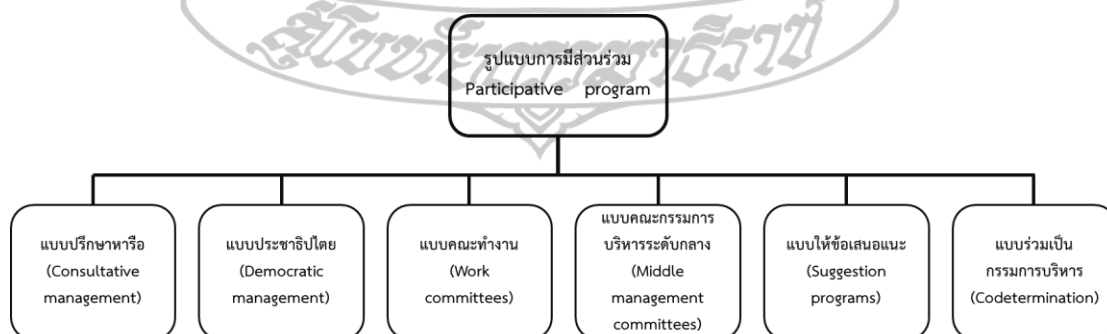 รูปแบบการมีส่วนร่วม
Participative program
แบบปรึกษาหารือ
(Consultative
management)
แบบประชาธิปไตย
(Democratic
management)
แบบคณะทำงาน
(Work
committees)
แบบคณะกรรมการ
บริหารระดับกลาง
(Middle
management
committees)
แบบให้ข้อเสนอแนะ
(Suggestion
programs)
แบบร่วมเป็น
กรรมการบริหาร
(Codetermination)